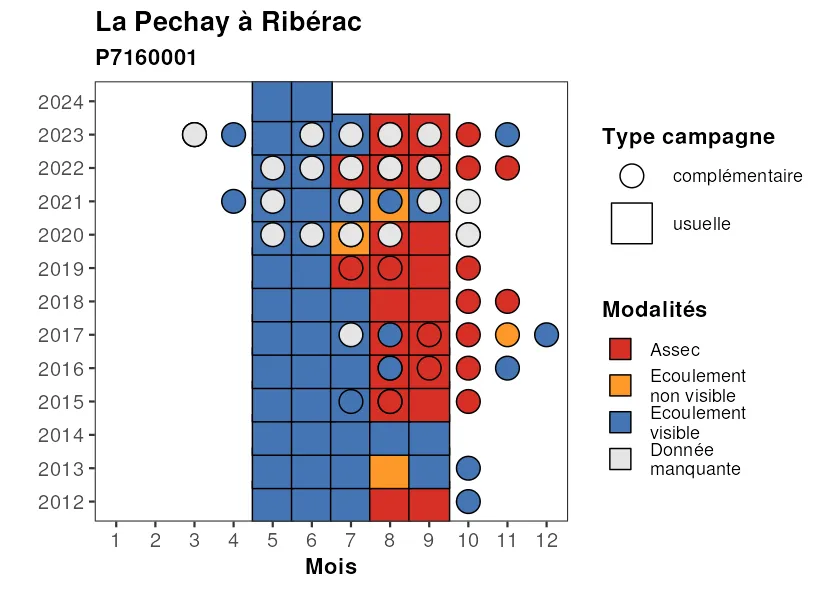 La Pechay à Ribérac
P7160001
2024
2023
2022
2021
2020
2019
2018
2017
2016
2015
2014
2013
2012
1 2 3 4 5 6 7 8 9 10 11 12
Mois
Type campagne
complémentaire
usuelle
Modalités
Assec
Ecoulement
non visible
Ecoulement
visible
Donnée
manquante